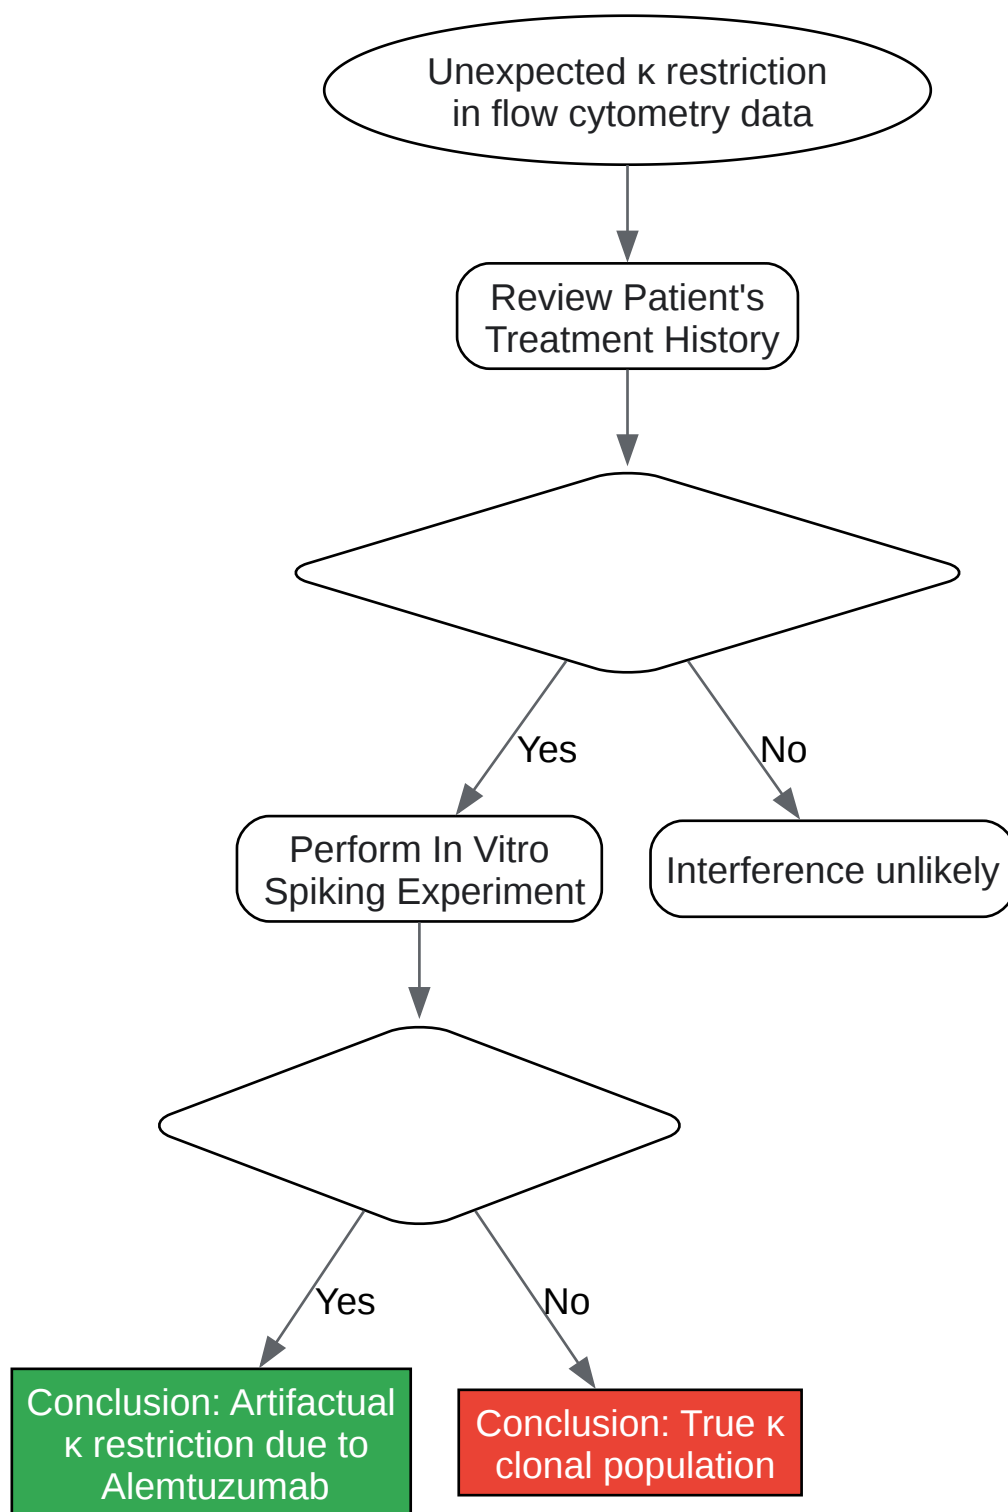 Unexpected κ restriction
in flow cytometry data
Review Patient's
Treatment History
Yes
No
Perform In Vitro
Spiking Experiment
Interference unlikely
Yes
No
Conclusion: Artifactual
κ restriction due to
Alemtuzumab
Conclusion: True κ
clonal population